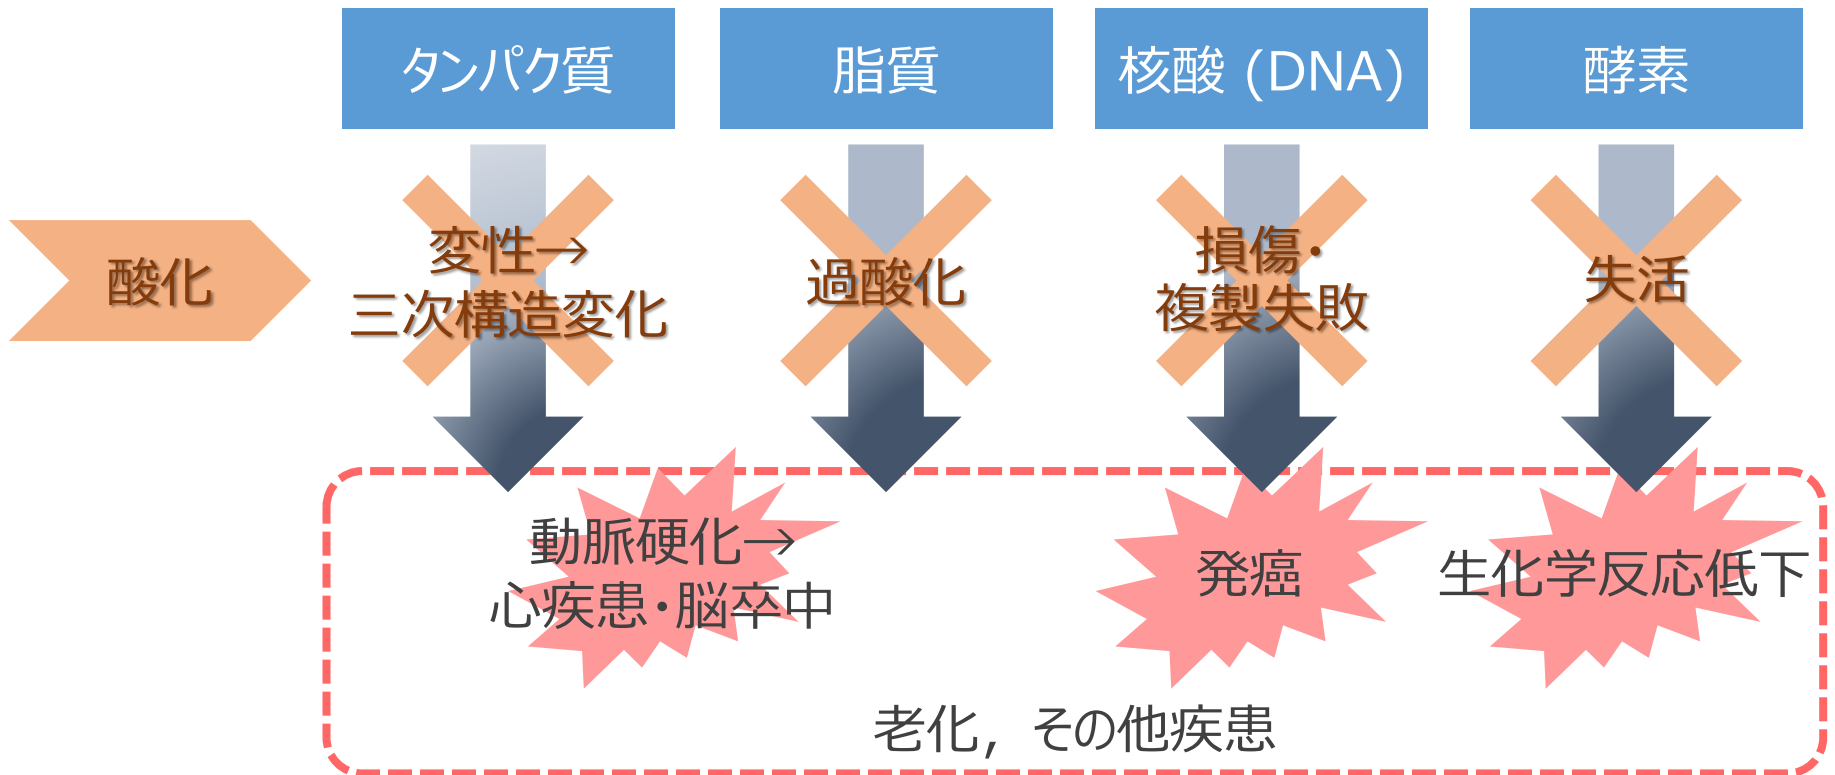 タンパク質
脂質
核酸 (DNA)
酵素
酸化
変性→
三次構造変化
過酸化
損傷･
複製失敗
失活
動脈硬化→
心疾患･脳卒中
発癌
生化学反応低下
老化，その他疾患